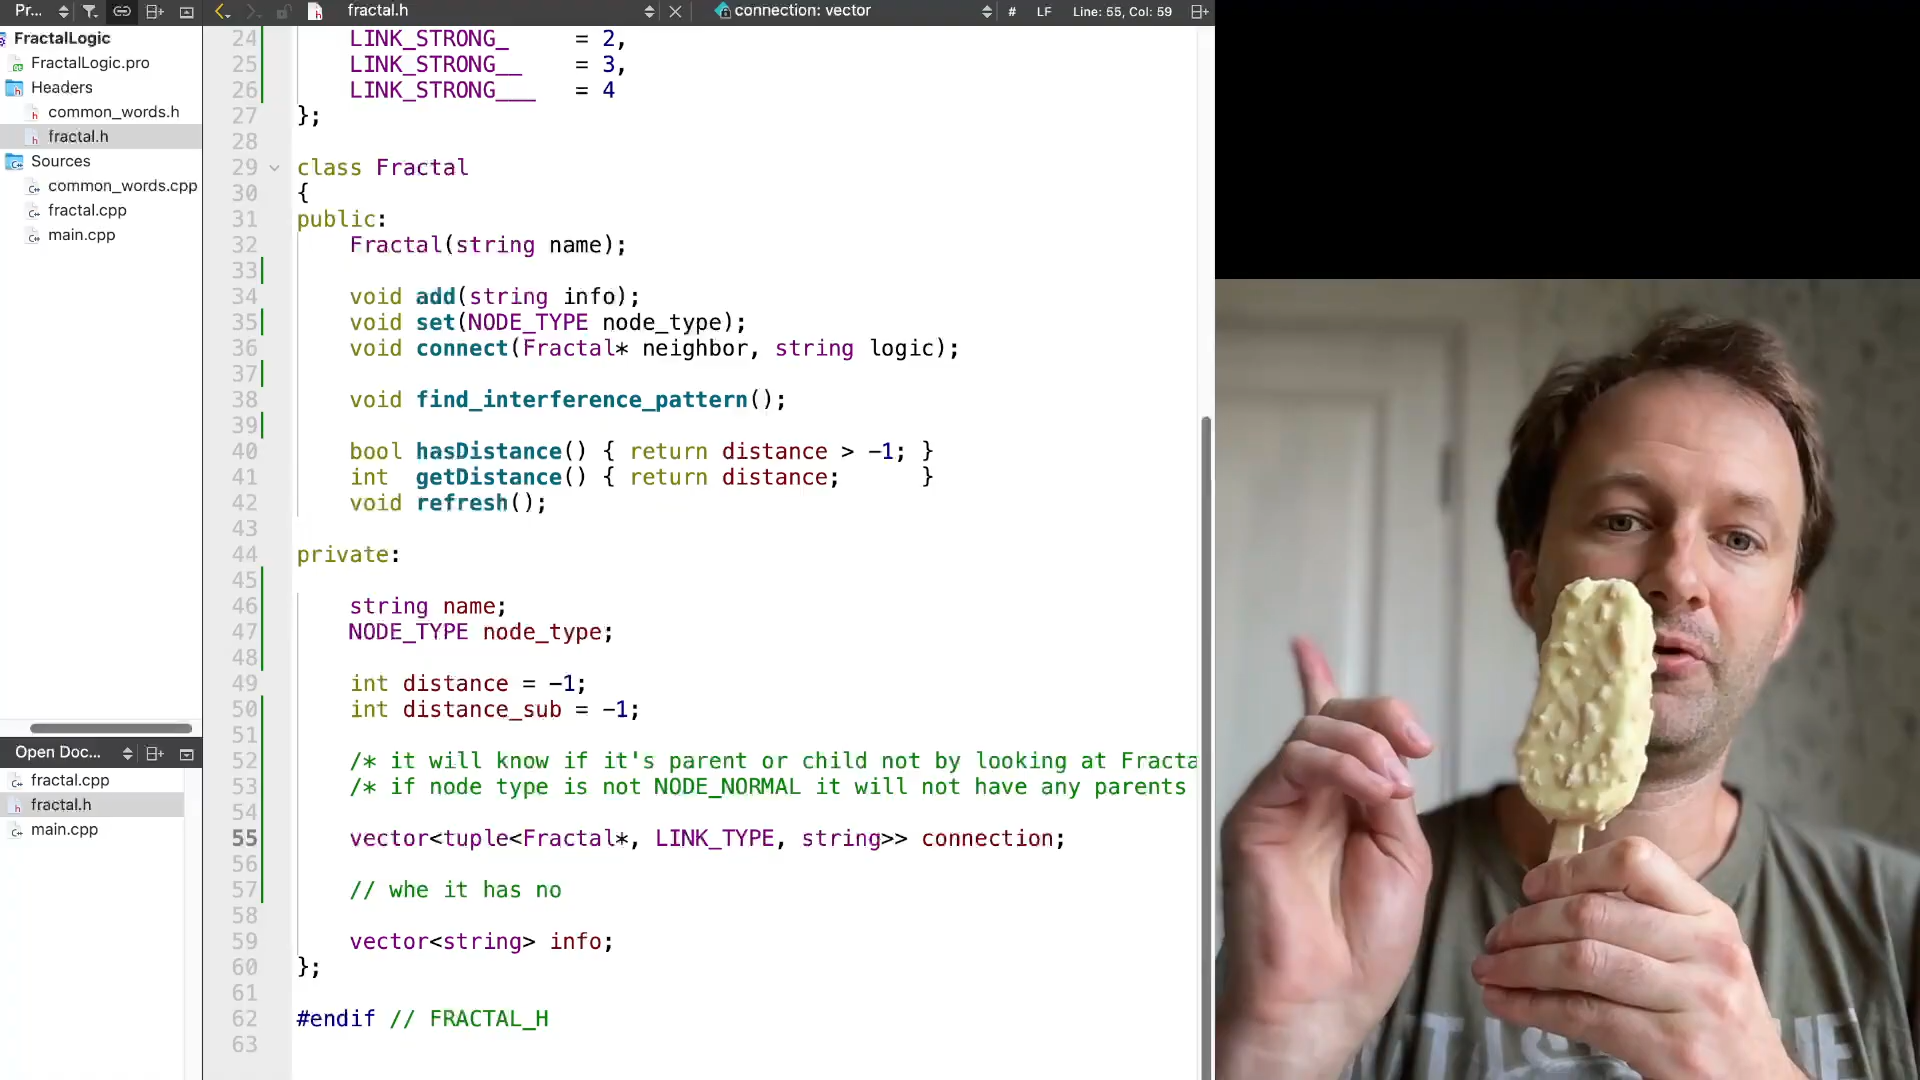 Pr...
fractal.h
connection: vector
#
LF
Line: 55, Col: 59
FractalLogic
FractalLogic.pro
Headers
common_words.h
fractal.h
Sources
common_words.cpp
fractal.cpp
main.cpp
Open Doc...
fractal.cpp
fractal.h
main.cpp
24 LINK_STRONG_ = 2,
25 LINK_STRONG__ = 3,
26 LINK_STRONG___ = 4
27 };
28
29 class Fractal
30 {
31 public:
32 Fractal(string name);
33
34 void add(string info);
35 void set(NODE_TYPE node_type);
36 void connect(Fractal* neighbor, string logic);
37
38 void find_interference_pattern();
39
40 bool hasDistance() { return distance > -1; }
41 int getDistance() { return distance; }
42 void refresh();
43
44 private:
45
46 string name;
47 NODE_TYPE node_type;
48
49 int distance = -1;
50 int distance_sub = -1;
51
52 /* it will know if it's parent or child not by looking at Fracta
53 /* if node type is not NODE_NORMAL it will not have any parents
54
55 vector<tuple<Fractal*, LINK_TYPE, string>> connection;
56
57 // whe it has no
58
59 vector<string> info;
60 };
61
62 #endif // FRACTAL_H
63